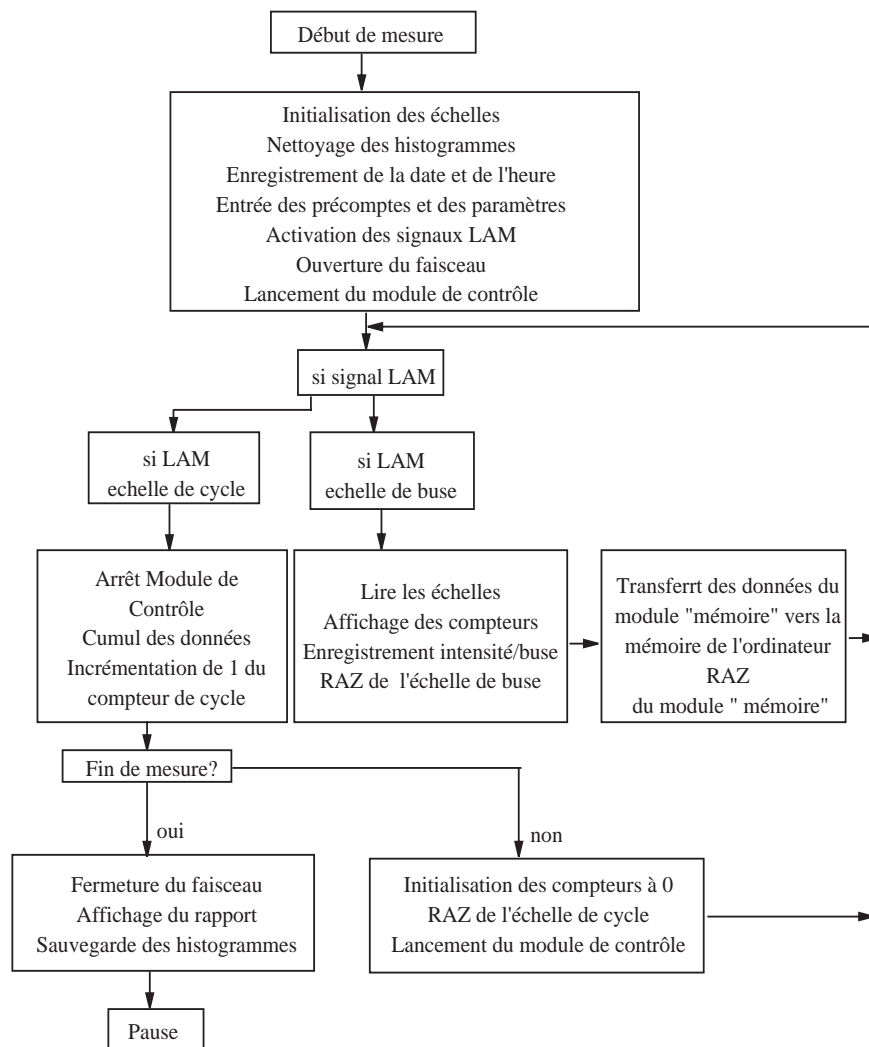 Début de mesure
Initialisation des échelles
Nettoyage des histogrammes
Enregistrement de la date et de l'heure
Entrée des précomptes et des paramètres
Activation des signaux LAM
Ouverture du faisceau
Lancement du module de contrôle
si signal LAM
si LAM
echelle de cycle
si LAM
echelle de buse
Arrêt Module de
Contrôle
Cumul des données
Incrémentation de 1 du
compteur de cycle
Lire les échelles
Affichage des compteurs
Enregistrement intensité/buse
RAZ de l'échelle de buse
Transferrt des données du
module "mémoire" vers la
mémoire de l'ordinateur
RAZ
du module " mémoire"
Fin de mesure?
oui
non
Fermeture du faisceau
Affichage du rapport
Sauvegarde des histogrammes
Initialisation des compteurs à 0
RAZ de l'échelle de cycle
Lancement du module de contrôle
Pause